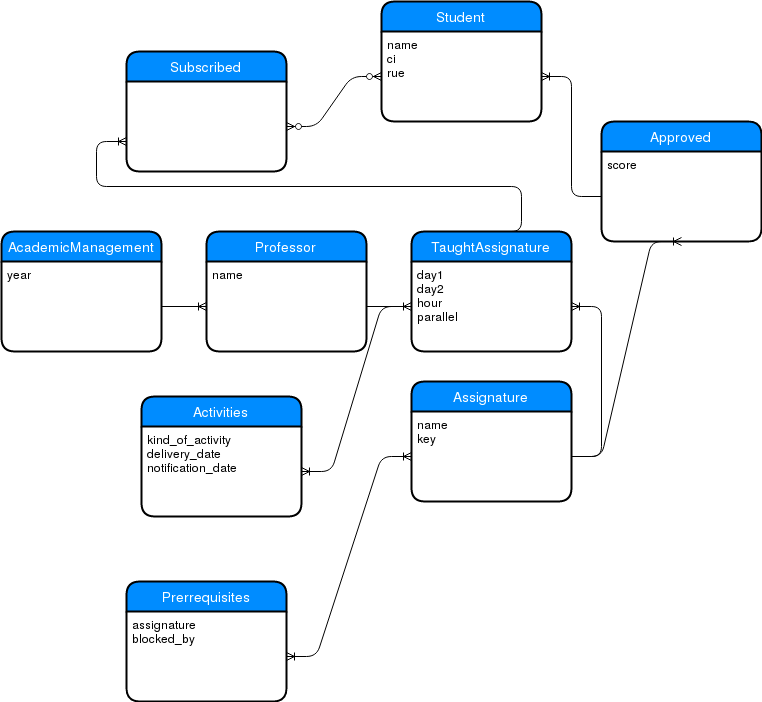 Student
name
ci
rue
Subscribed
Approved
score
AcademicManagement
year
Professor
name
TaughtAssignature
day1
day2
hour
parallel
Activities
kind_of_activity
delivery_date
notification_date
Assignature
name
key
Prerrequisites
assignature
blocked_by